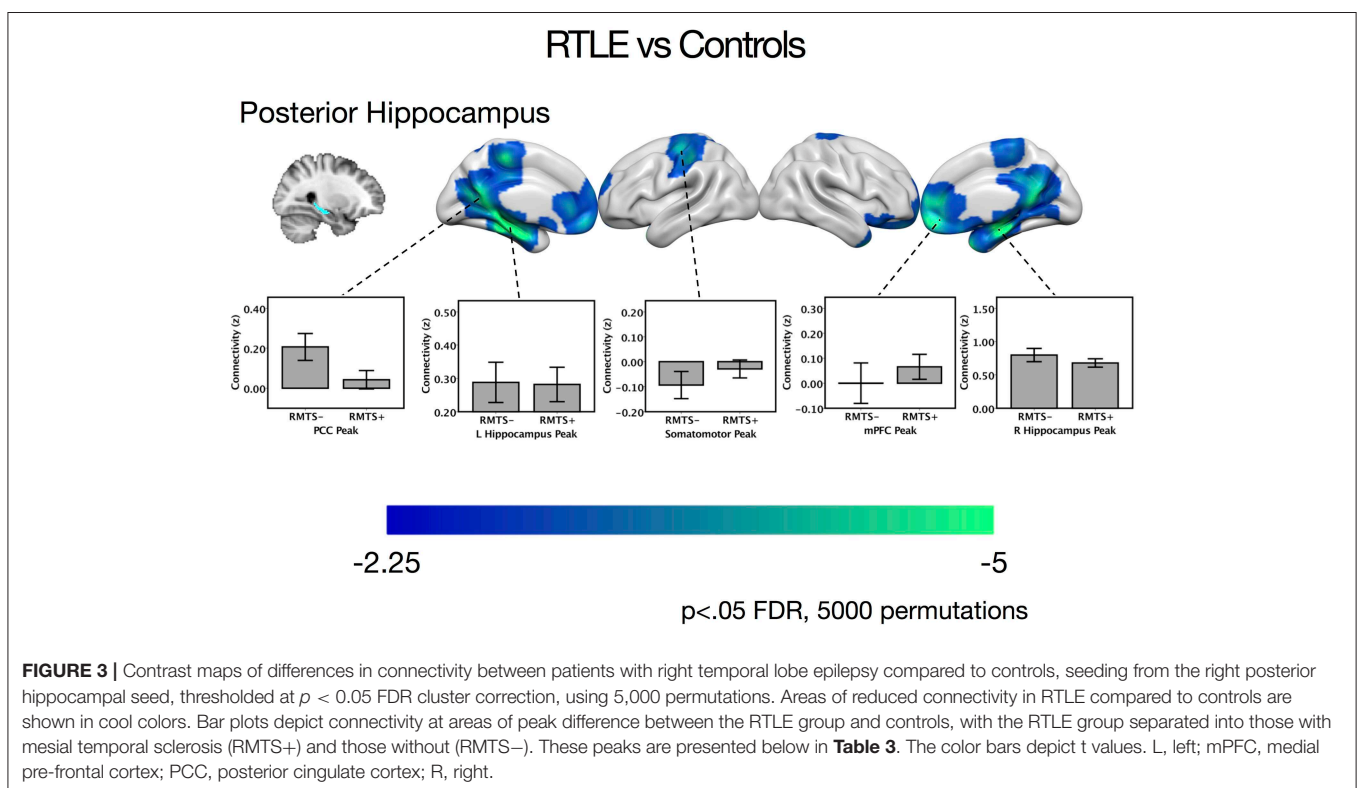 RTLE vs Controls
Posterior Hippocampus
Connectivity (z)
0.40
0.20
0.00
RMTS− RMTS+
PCC Peak
Connectivity (z)
0.50
0.40
0.30
0.20
RMTS− RMTS+
L Hippocampus Peak
Connectivity (z)
0.20
0.10
0.00
−0.10
−0.20
RMTS− RMTS+
Somatomotor Peak
Connectivity (z)
0.30
0.20
0.10
0.00
−0.10
RMTS− RMTS+
mPFC Peak
Connectivity (z)
1.50
1.00
0.50
0.00
RMTS− RMTS+
R Hippocampus Peak
-2.25 -5
p<.05 FDR, 5000 permutations
FIGURE 3 | Contrast maps of differences in connectivity between patients with right temporal lobe epilepsy compared to controls, seeding from the right posterior
hippocampal seed, thresholded at p < 0.05 FDR cluster correction, using 5,000 permutations. Areas of reduced connectivity in RTLE compared to controls are
shown in cool colors. Bar plots depict connectivity at areas of peak difference between the RTLE group and controls, with the RTLE group separated into those with
mesial temporal sclerosis (RMTS+) and those without (RMTS−). These peaks are presented below in Table 3. The color bars depict t values. L, left; mPFC, medial
pre-frontal cortex; PCC, posterior cingulate cortex; R, right.